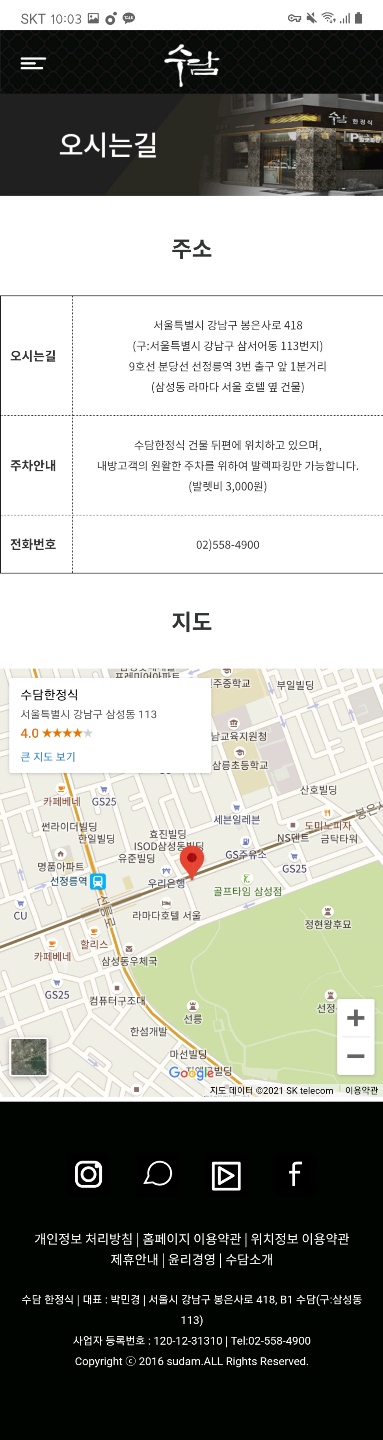 SKT 10:03
수담
수담 한정식
P
오시는길
주소
오시는길
서울특별시 강남구 봉은사로 418
(구:서울특별시 강남구 삼서어동 113번지)
9호선 분당선 선정릉역 3번 출구 앞 1분거리
(삼성동 라마다 서울 호텔 옆 건물)
주차안내
수담한정식 건물 뒤편에 위치하고 있으며,
내방고객의 원활한 주차를 위하여 발렉파킹만 가능합니다.
(발렛비 3,000원)
전화번호
02)558-4900
지도
프레미어아파트
수담한정식
서울특별시 강남구 삼성동 113
4.0
큰 지도 보기
주중학교
부일빌딩
남교육지원청
삼릉초등학교
산호빌딩
카페베네
GS25
세븐일레븐
도미노피자
봉은사
썬라이더빌딩
한일빌딩
효진빌딩
ISOD삼성동빌딩
NS덴트
금탁타워
명품아파트
유준빌딩
GS주유소
GS25
선정릉역
우리은행
골프타임 삼성점
CU
선릉로
라마다호텔 서울
정현왕후묘
할리스
카페베네
삼성동우체국
GS25
컴퓨터구조대
선릉
선정
한섬개발
마선빌딩
Google
지도 데이터 ©2021 SK telecom
이용약관
개인정보 처리방침 | 홈페이지 이용약관 | 위치정보 이용약관
제휴안내 | 윤리경영 | 수담소개
수담 한정식 | 대표 : 박민경 | 서울시 강남구 봉은사로 418, B1 수담(구:삼성동
113)
사업자 등록번호 : 120-12-31310 | Tel:02-558-4900
Copyright ⓒ 2016 sudam.ALL Rights Reserved.